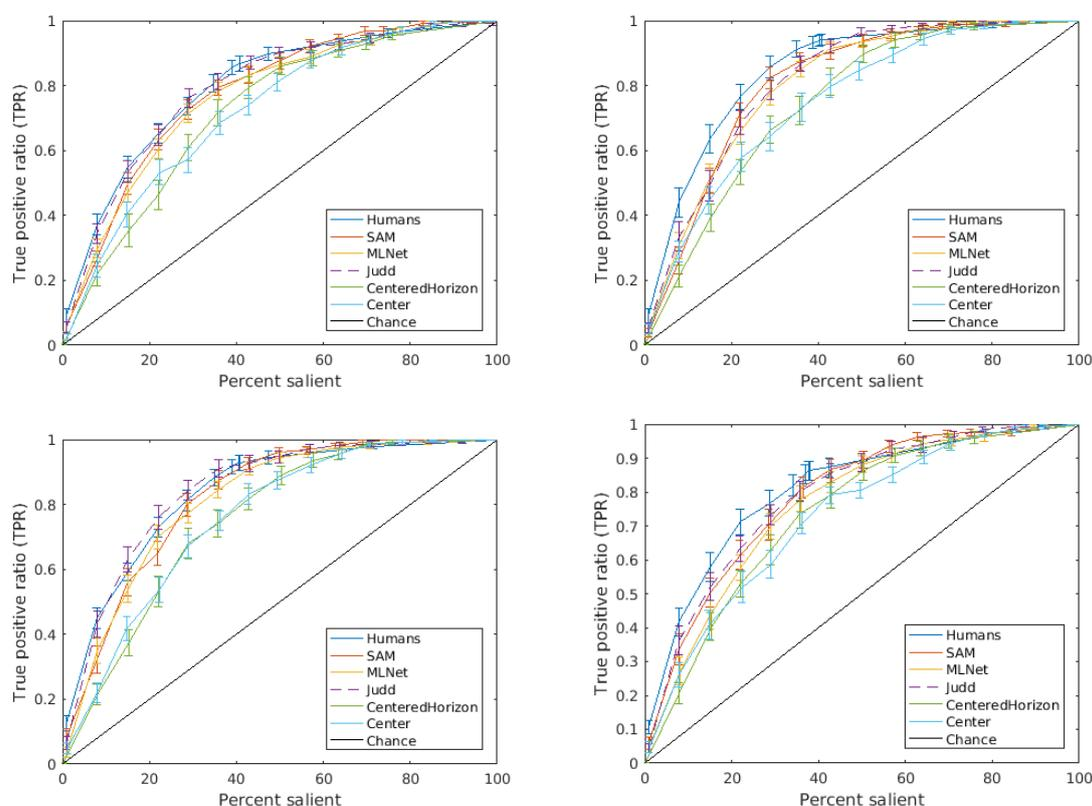 1
0.8
0.6
0.4
0.2
0
True positive ratio (TPR)
Humans
SAM
MLNet
Judd
CenteredHorizon
Center
Chance
0 20 40 60 80 100
Percent salient
1
0.8
0.6
0.4
0.2
0
True positive ratio (TPR)
Humans
SAM
MLNet
Judd
CenteredHorizon
Center
Chance
0 20 40 60 80 100
Percent salient
1
0.8
0.6
0.4
0.2
0
True positive ratio (TPR)
Humans
SAM
MLNet
Judd
CenteredHorizon
Center
Chance
0 20 40 60 80 100
Percent salient
1
0.9
0.8
0.7
0.6
0.5
0.4
0.3
0.2
0.1
0
True positive ratio (TPR)
Humans
SAM
MLNet
Judd
CenteredHorizon
Center
Chance
0 20 40 60 80 100
Percent salient